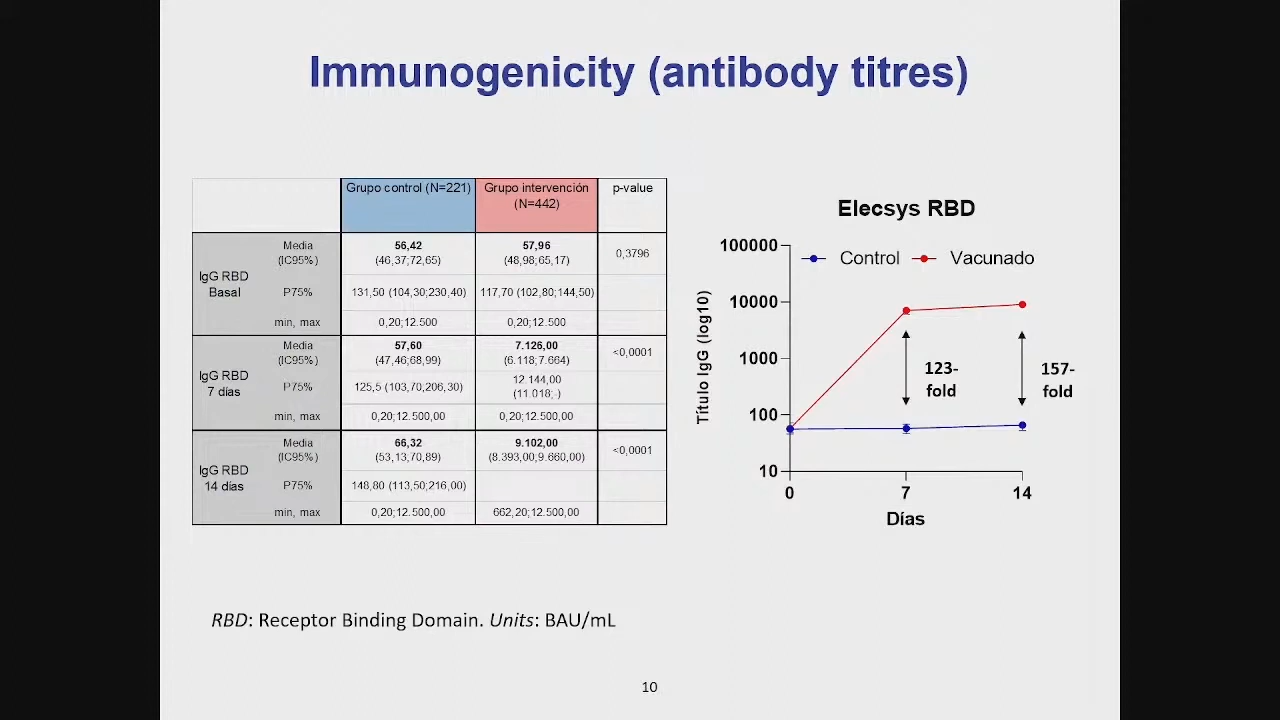 Immunogenicity (antibody titres)
Grupo control (N=221) Grupo intervención p-value
(N=442)
IgG RBD
Basal
Media 56,42 57,96 0,3796
(IC95%) (46,37;72,65) (48,98;65,17)
P75% 131,50 (104,30;230,40) 117,70 (102,80;144,50)
min, max 0,20;12.500 0,20;12.500
IgG RBD
7 días
Media 57,60 7.126,00 <0,0001
(IC95%) (47,46;68,99) (6.118;7.664)
P75% 125,5 (103,70;206,30) 12.144,00
(11.018;-)
min, max 0,20;12.500,00 0,20;12.500,00
IgG RBD
14 días
Media 66,32 9.102,00 <0,0001
(IC95%) (53,13;70,89) (8.393,00;9.660,00)
P75% 148,80 (113,50;216,00)
min, max 0,20;12.500,00 662,20;12.500,00
Elecsys RBD
Control Vacunado
Título IgG (log10)
100000
10000
1000
100
10
123-
fold
157-
fold
0 7 14
Días
RBD: Receptor Binding Domain. Units: BAU/mL
10